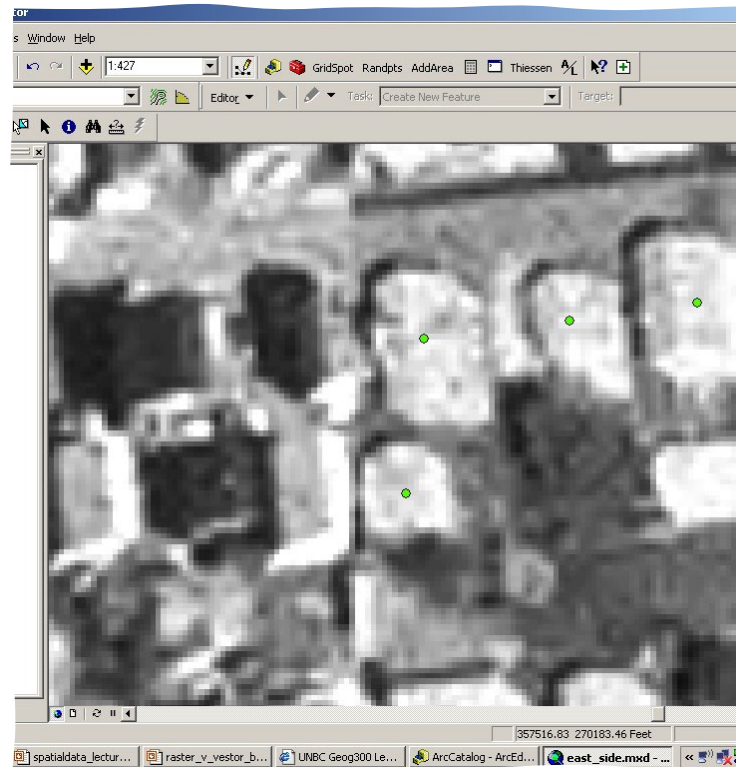 tor
s Window Help
1:427 GridSpot Randpts AddArea Thiessen
Editor Task: Create New Feature Target:
357516.83 270183.46 Feet
spatialdata_lectur... raster_v_vestor_b... UNBC Geog300 Le... ArcCatalog - ArcEd... east_side.mxd - ...